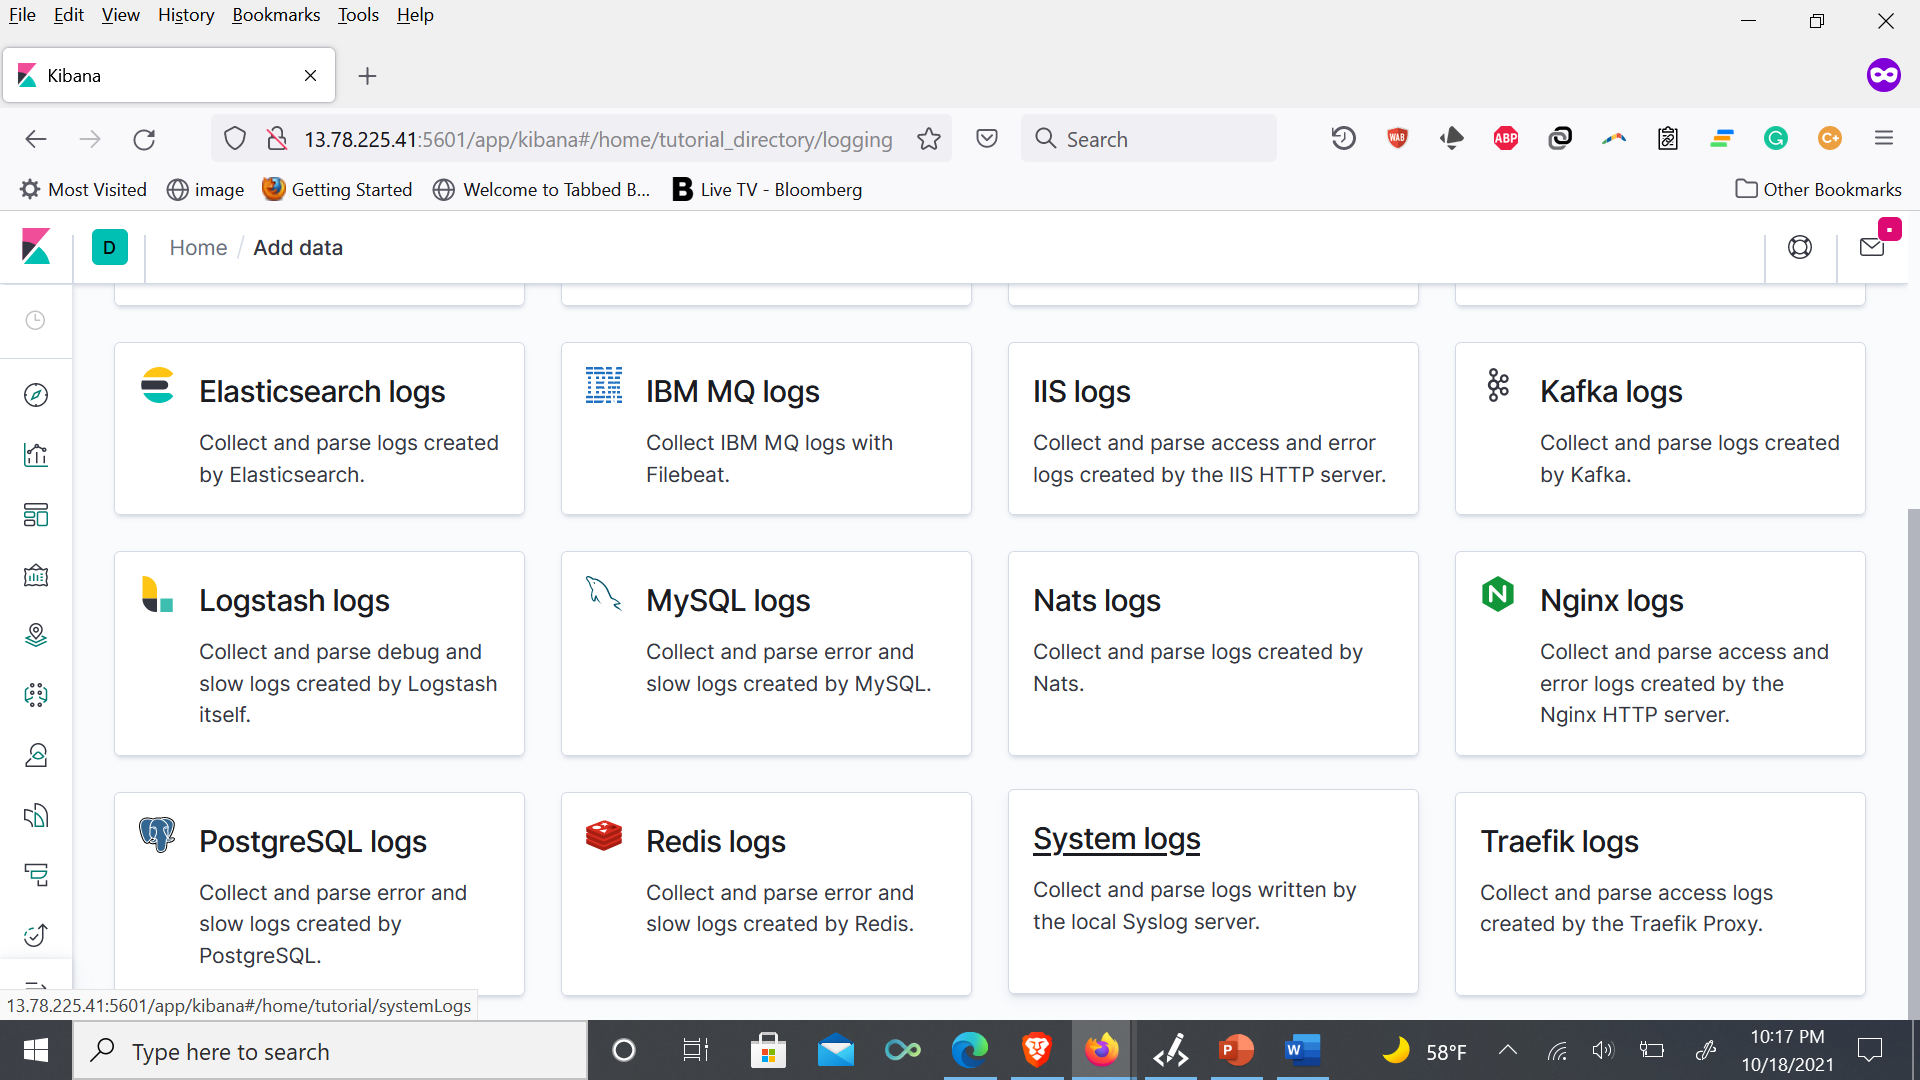 File Edit View History Bookmarks Tools Help
Kibana
13.78.225.41:5601/app/kibana#/home/tutorial_directory/logging
Search
WAB
ABP
G
C+
Most Visited
image
Getting Started
Welcome to Tabbed B...
B Live TV - Bloomberg
Other Bookmarks
D
Home / Add data
Elasticsearch logs
Collect and parse logs created
by Elasticsearch.
IBM
IBM MQ logs
Collect IBM MQ logs with
Filebeat.
IIS logs
Collect and parse access and error
logs created by the IIS HTTP server.
Kafka logs
Collect and parse logs created
by Kafka.
Logstash logs
Collect and parse debug and
slow logs created by Logstash
itself.
MySQL logs
Collect and parse error and
slow logs created by MySQL.
Nats logs
Collect and parse logs created by
Nats.
N
Nginx logs
Collect and parse access and
error logs created by the
Nginx HTTP server.
PostgreSQL logs
Collect and parse error and
slow logs created by
PostgreSQL.
Redis logs
Collect and parse error and
slow logs created by Redis.
System logs
Collect and parse logs written by
the local Syslog server.
Traefik logs
Collect and parse access logs
created by the Traefik Proxy.
13.78.225.41:5601/app/kibana#/home/tutorial/systemLogs
Type here to search
P
W
58°F
10:17 PM
10/18/2021